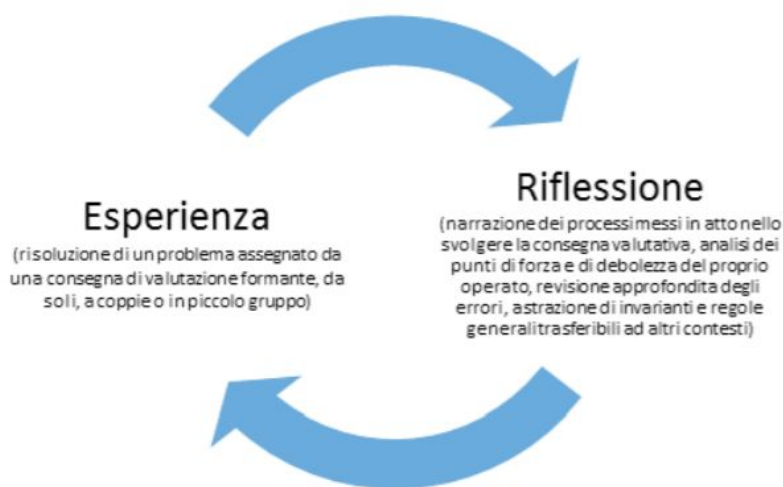 Esperienza
(risoluzione di un problema assegnato da
una consegna di valutazione formante, da
soli, a coppie o in piccolo gruppo)
Riflessione
(narrazione dei processi messi in atto nello
svolgere la consegna valutativa, analisi dei
punti di forza e di debolezza del proprio
operato, revisione approfondita degli
errori, astrazione di invarianti e regole
generali trasferibili ad altri contesti)